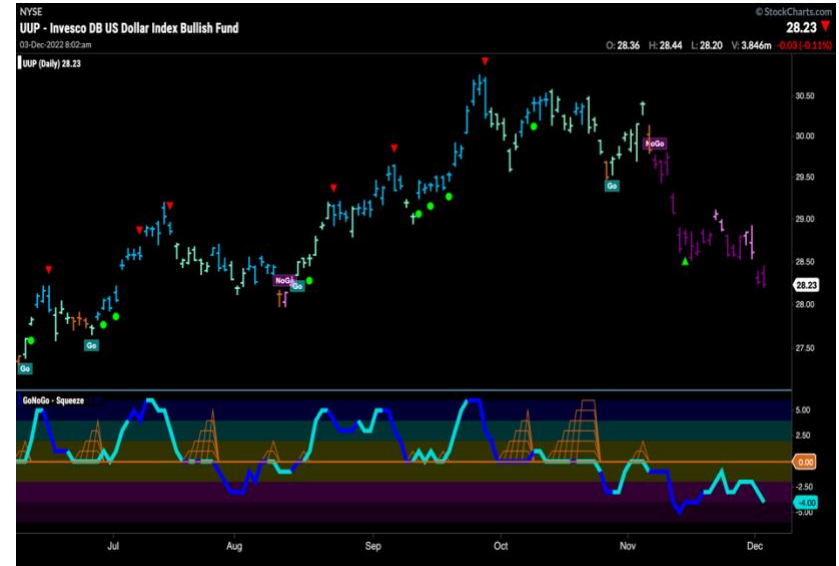 NYSE
© StockCharts.com
UUP - Invesco DB US Dollar Index Bullish Fund
28.23
03-Dec-2022 8:02:am
O: 28.36 H: 28.44 L: 28.20 V: 3.846m -0.03 (-0.11%)
UUP (Daily) 28.23
30.50
30.00
NoGo
29.50
Go
29.00
28.50
NoGo
Go
28.23
28.00
Go
27.50
Go
GoNoGo - Squeeze
5.00
2.50
0.00
-2.50
-4.00
-5.00
Jul
Aug
Sep
Oct
Nov
Dec